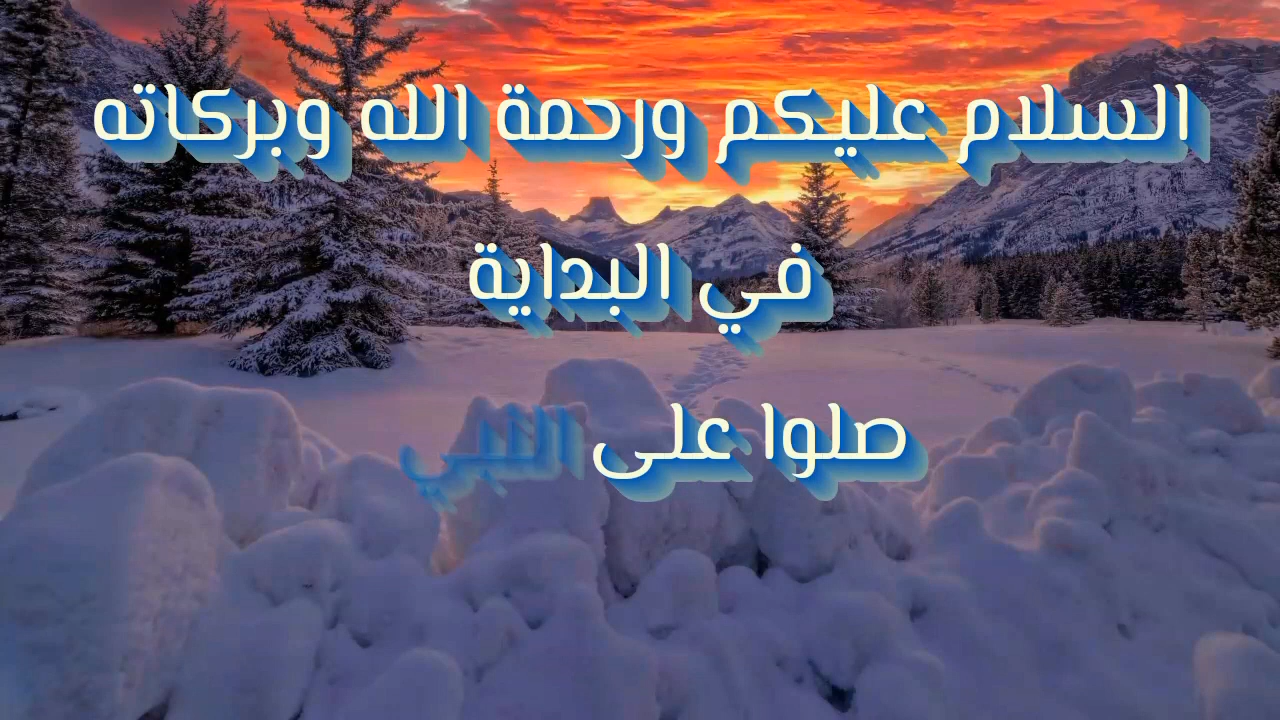 السلام عليكم ورحمة الله وبركاته
في البداية
صلوا على النبي